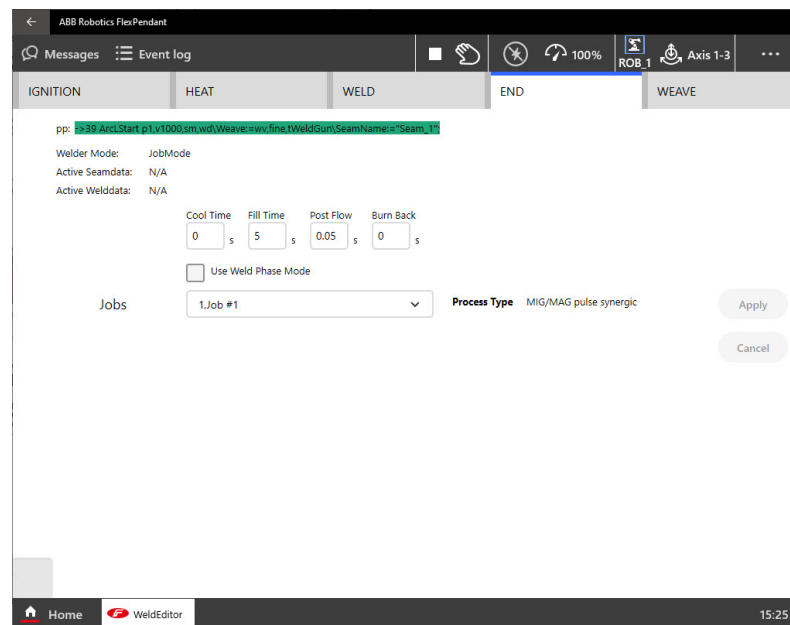 ABB Robotics FlexPendant
Messages Event log 100% ROB_1 Axis 1-3
IGNITION HEAT WELD END WEAVE
pp: ->39 ArcLStart p1,v1000,sm,wd\Weave:=wv,fine,tWeldGun\SeamName:="Seam_1";
Welder Mode: JobMode
Active Seamdata: N/A
Active Welddata: N/A
Cool Time Fill Time Post Flow Burn Back
0 s 5 s 0.05 s 0 s
Use Weld Phase Mode
Jobs 1.Job #1 Process Type MIG/MAG pulse synergic Apply
Cancel
Home F WeldEditor 15:25